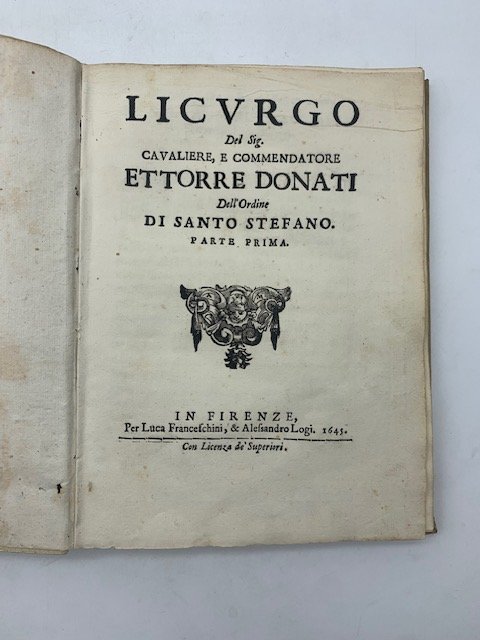 LICVRGO
Del Sig.
CAVALIERE, E COMMENDATORE
ETTORRE DONATI
Dell'Ordine
DI SANTO STEFANO.
PARTE PRIMA.
IN FIRENZE,
Per Luca Franceschini, & Alessandro Logi. 1645.
Con Licenza de' Superiori.